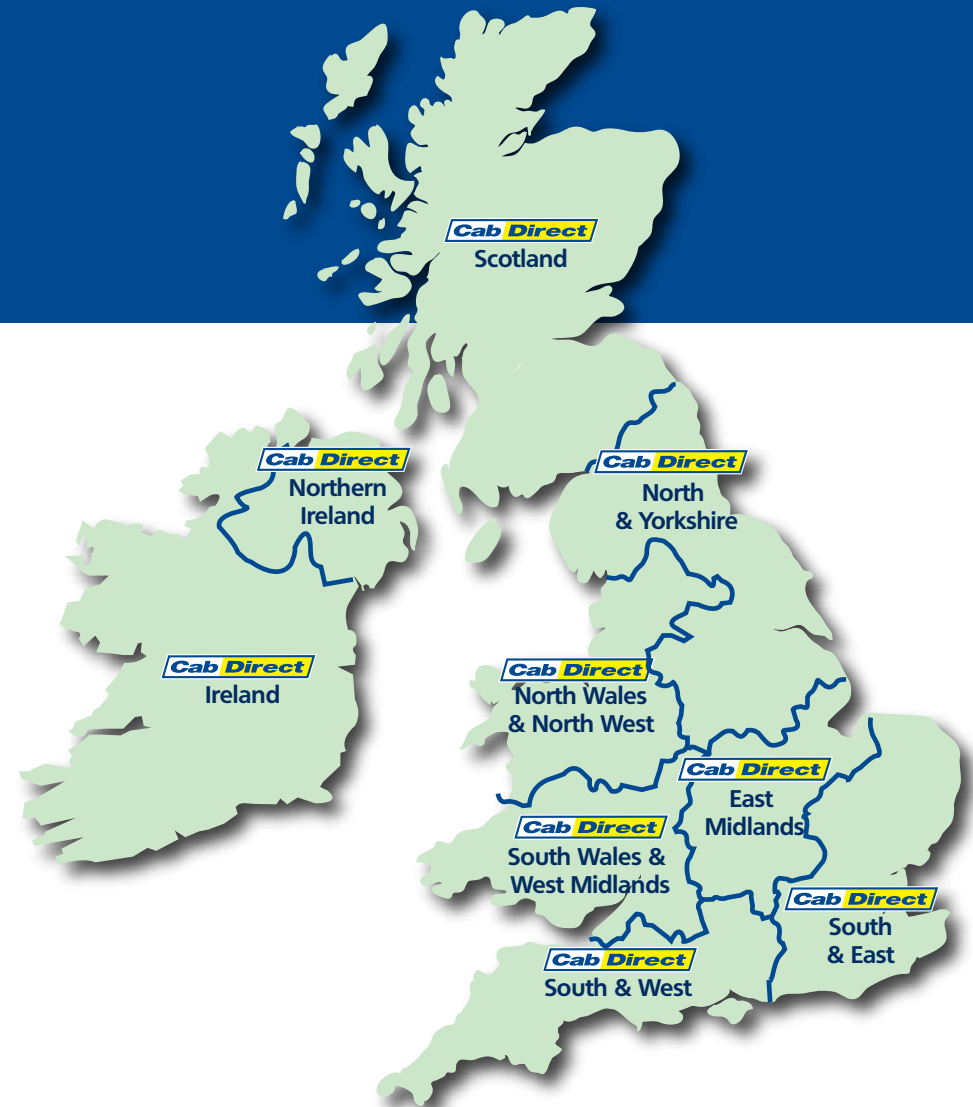 Cab Direct
Scotland
Cab Direct
Northern
Ireland
Cab Direct
North
& Yorkshire
Cab Direct
Ireland
Cab Direct
North Wales
& North West
Cab Direct
East
Midlands
Cab Direct
South Wales &
West Midlands
Cab Direct
South
& East
Cab Direct
South & West